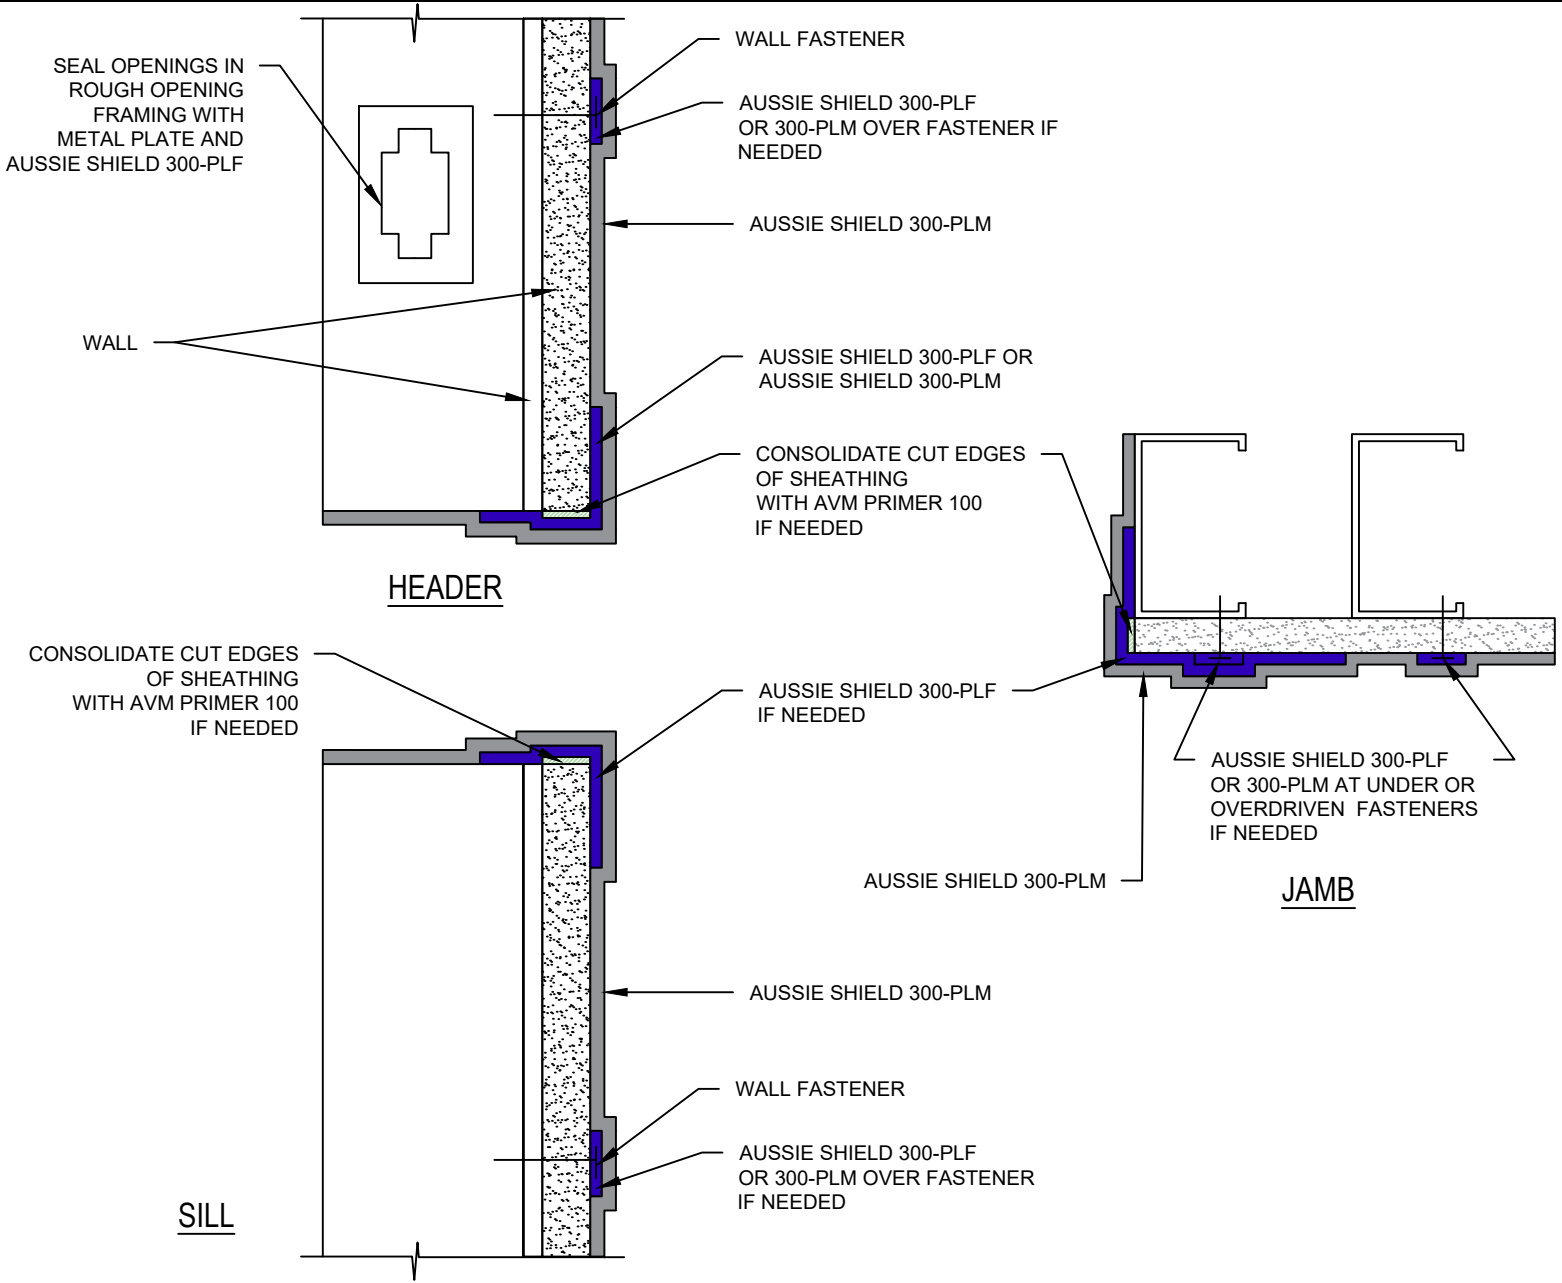 SEAL OPENINGS IN
ROUGH OPENING
FRAMING WITH
METAL PLATE AND
AUSSIE SHIELD 300-PLF
WALL FASTENER
AUSSIE SHIELD 300-PLF
OR 300-PLM OVER FASTENER IF
NEEDED
AUSSIE SHIELD 300-PLM
WALL
AUSSIE SHIELD 300-PLF OR
AUSSIE SHIELD 300-PLM
CONSOLIDATE CUT EDGES
OF SHEATHING
WITH AVM PRIMER 100
IF NEEDED
HEADER
CONSOLIDATE CUT EDGES
OF SHEATHING
WITH AVM PRIMER 100
IF NEEDED
AUSSIE SHIELD 300-PLF
IF NEEDED
AUSSIE SHIELD 300-PLF
OR 300-PLM AT UNDER OR
OVERDRIVEN FASTENERS
IF NEEDED
AUSSIE SHIELD 300-PLM
JAMB
AUSSIE SHIELD 300-PLM
WALL FASTENER
AUSSIE SHIELD 300-PLF
OR 300-PLM OVER FASTENER
IF NEEDED
SILL